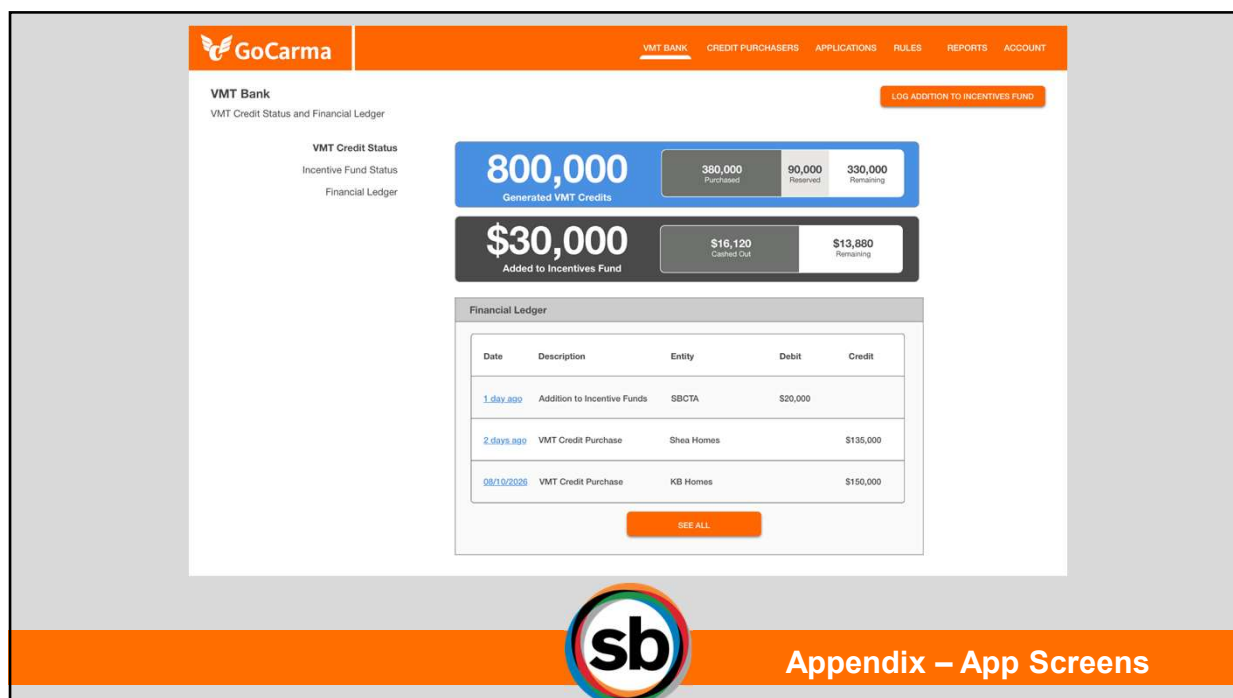 GoCarma
VMT BANK CREDIT PURCHASERS APPLICATIONS RULES REPORTS ACCOUNT
VMT Bank
LOG ADDITION TO INCENTIVES FUND
VMT Credit Status and Financial Ledger
VMT Credit Status
Incentive Fund Status
Financial Ledger
800,000
Generated VMT Credits
380,000 90,000 330,000
Purchased Reserved Remaining
$30,000
Added to Incentives Fund
$16,120 $13,880
Cashed Out Remaining
Financial Ledger
Date Description Entity Debit Credit
1 day ago Addition to Incentive Funds SBCTA $20,000
2 days ago VMT Credit Purchase Shea Homes $135,000
08/10/2026 VMT Credit Purchase KB Homes $150,000
SEE ALL
sb
Appendix – App Screens